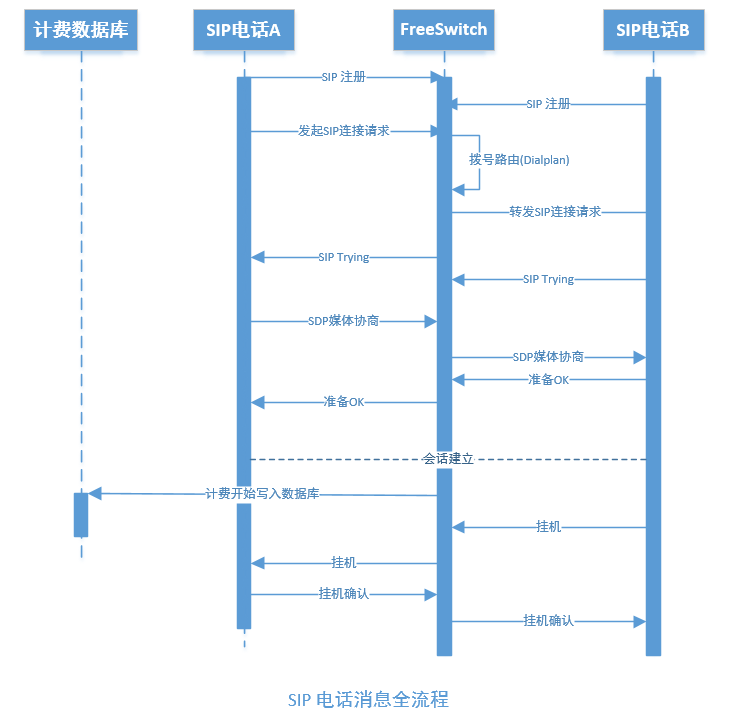 计费数据库
SIP电话A
FreeSwitch
SIP电话B
SIP 注册
SIP 注册
发起SIP连接请求
拨号路由(Dialplan)
转发SIP连接请求
SIP Trying
SIP Trying
SDP媒体协商
SDP媒体协商
准备OK
准备OK
会话建立
计费开始写入数据库
挂机
挂机
挂机确认
挂机确认
SIP 电话消息全流程